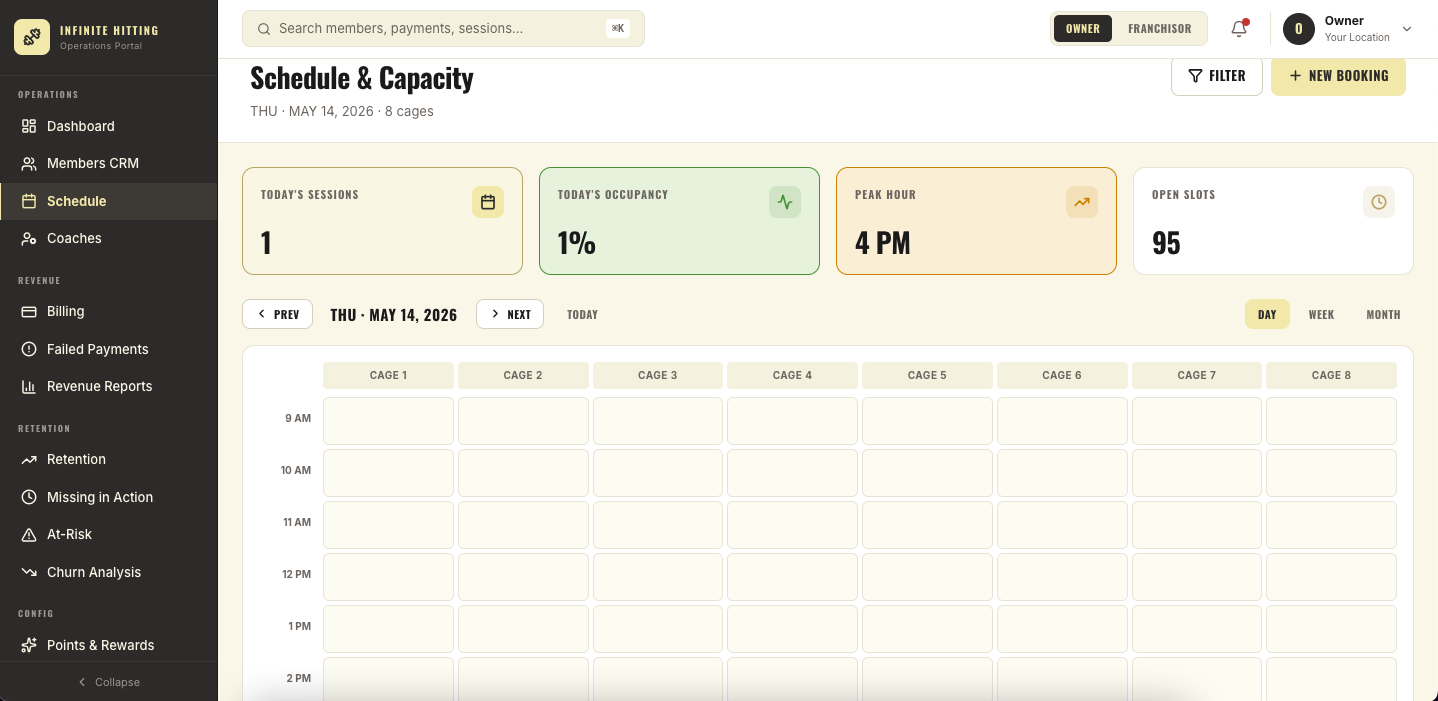 INFINITE HITTING
Operations Portal
OPERATIONS
Dashboard
Members CRM
Schedule
Coaches
REVENUE
Billing
Failed Payments
Revenue Reports
RETENTION
Retention
Missing in Action
At-Risk
Churn Analysis
CONFIG
Points & Rewards
Collapse
Search members, payments, sessions... ⌘K
OWNER FRANCHISOR
O
Owner
Your Location
Schedule & Capacity
THU · MAY 14, 2026 · 8 cages
FILTER
+ NEW BOOKING
TODAY'S SESSIONS
1
TODAY'S OCCUPANCY
1%
PEAK HOUR
4 PM
OPEN SLOTS
95
PREV THU · MAY 14, 2026 NEXT TODAY
DAY WEEK MONTH
CAGE 1 CAGE 2 CAGE 3 CAGE 4 CAGE 5 CAGE 6 CAGE 7 CAGE 8
9 AM
10 AM
11 AM
12 PM
1 PM
2 PM